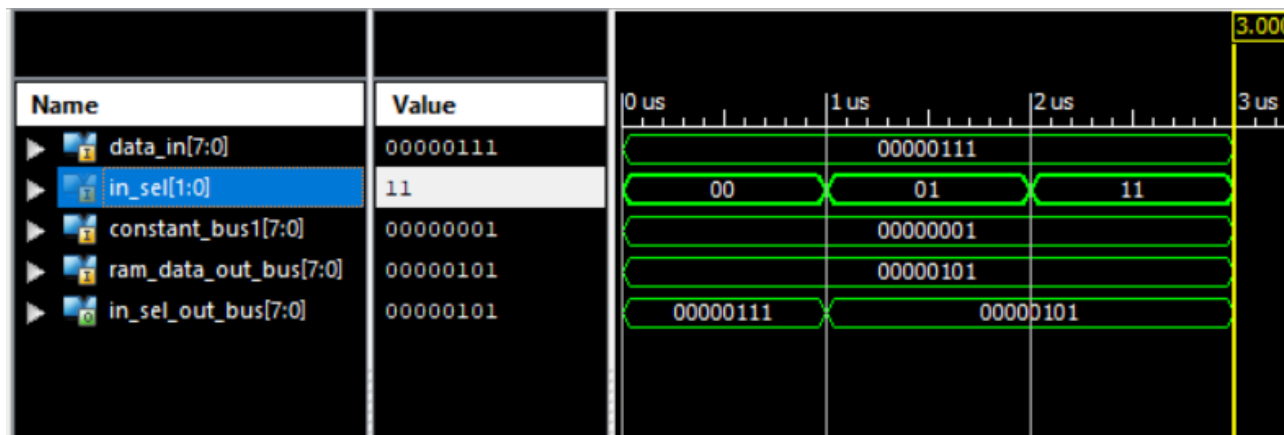 3.000
Name Value 0 us 1 us 2 us 3 us
data_in[7:0] 00000111 00000111
in_sel[1:0] 11 00 01 11
constant_bus1[7:0] 00000001 00000001
ram_data_out_bus[7:0] 00000101 00000101
in_sel_out_bus[7:0] 00000101 00000111 00000101